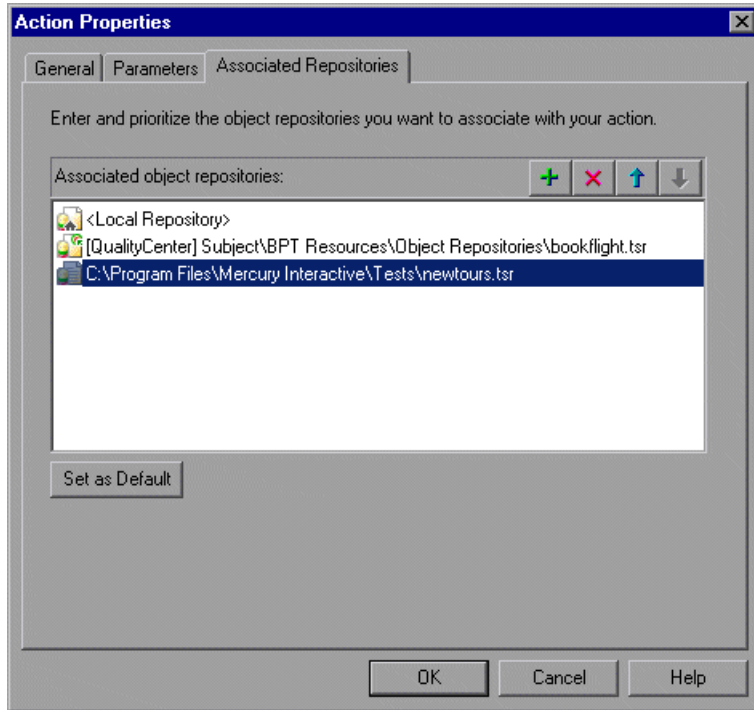 Action Properties
General Parameters Associated Repositories
Enter and prioritize the object repositories you want to associate with your action.
Associated object repositories:
<Local Repository>
[QualityCenter] Subject\BPT Resources\Object Repositories\bookflight.tsr
C:\Program Files\Mercury Interactive\Tests\newtours.tsr
Set as Default
OK Cancel Help